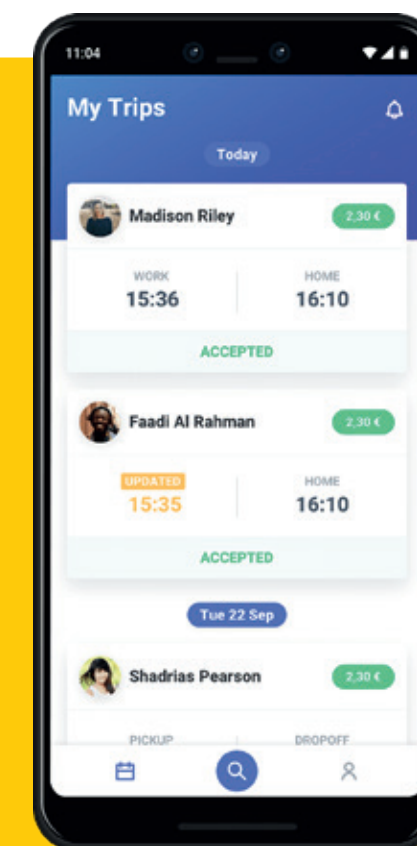 11:04
My Trips
Today
Madison Riley 2,30 €
WORK HOME
15:36 16:10
ACCEPTED
Faadi Al Rahman 2,30 €
UPDATED HOME
15:35 16:10
ACCEPTED
Tue 22 Sep
Shadrias Pearson 2,30 €
PICKUP DROPOFF